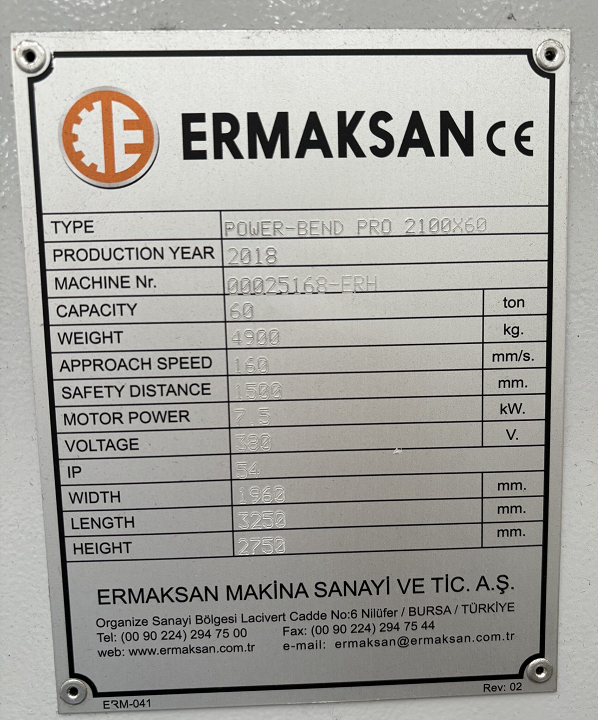 ERMAKSAN CE
TYPE POWER-BEND PRO 2100X60
PRODUCTION YEAR 2018
MACHINE Nr. 00025168-FRH
CAPACITY 60 ton
WEIGHT 4900 kg.
APPROACH SPEED 160 mm/s.
SAFETY DISTANCE 1500 mm.
MOTOR POWER 7.5 kW.
VOLTAGE 380 V.
IP 54
WIDTH 1960 mm.
LENGTH 3250 mm.
HEIGHT 2750 mm.
ERMAKSAN MAKİNA SANAYİ VE TİC. A.Ş.
Organize Sanayi Bölgesi Lacivert Cadde No:6 Nilüfer / BURSA / TÜRKİYE
Tel: (00 90 224) 294 75 00 Fax: (00 90 224) 294 75 44
web: www.ermaksan.com.tr e-mail: ermaksan@ermaksan.com.tr
ERM-041 Rev: 02